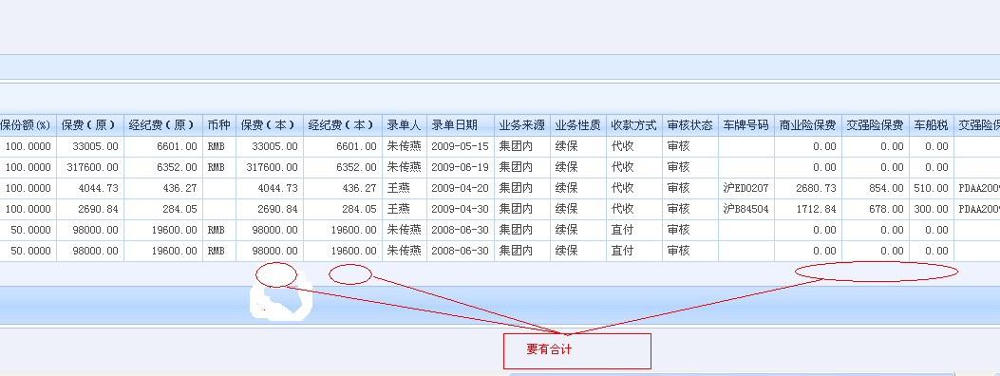 保份额(%) 保费(原) 经纪费(原) 币种 保费(本) 经纪费(本) 录单人 录单日期 业务来源 业务性质 收款方式 审核状态 车牌号码 商业险保费 交强险保费 车船税 交强险保
100.0000 33005.00 6601.00 RMB 33005.00 6601.00 朱传燕 2009-05-15 集团内 续保 代收 审核 0.00 0.00 0.00
100.0000 317600.00 6352.00 RMB 317600.00 6352.00 朱传燕 2009-06-19 集团内 续保 代收 审核 0.00 0.00 0.00
100.0000 4044.73 436.27 4044.73 436.27 王燕 2009-04-20 集团内 续保 代收 审核 沪ED0207 2680.73 854.00 510.00 PDAA2009
100.0000 2690.84 284.05 2690.84 284.05 王燕 2009-04-30 集团内 续保 代收 审核 沪B84504 1712.84 678.00 300.00 PDAA2009
50.0000 98000.00 19600.00 RMB 98000.00 19600.00 朱传燕 2008-06-30 集团内 续保 直付 审核 0.00 0.00 0.00
50.0000 98000.00 19600.00 RMB 98000.00 19600.00 朱传燕 2008-06-30 集团内 续保 直付 审核 0.00 0.00 0.00
要有合计